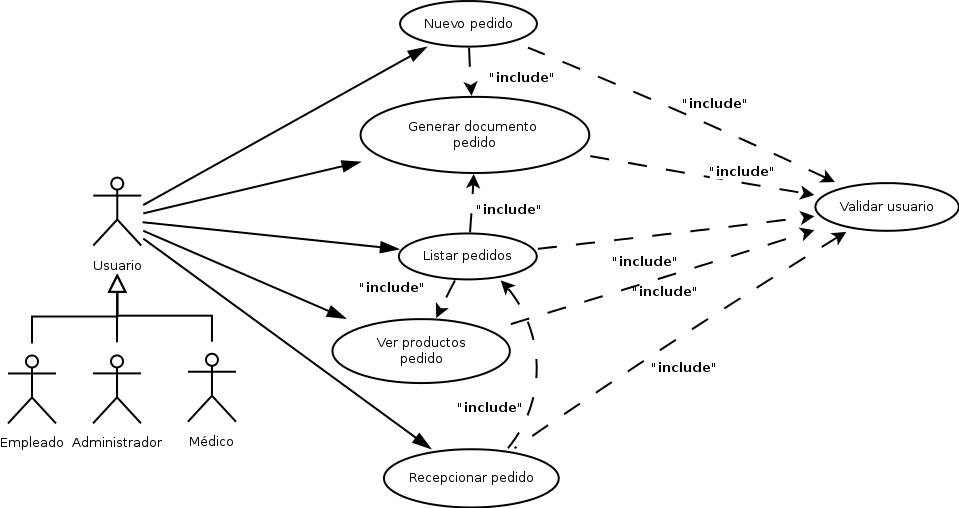 Nuevo pedido
"include"
"include"
Generar documento
pedido
"include"
Validar usuario
"include"
Usuario
Listar pedidos
"include"
"include"
"include"
Ver productos
pedido
"include"
"include"
Empleado
Administrador
Médico
Recepcionar pedido